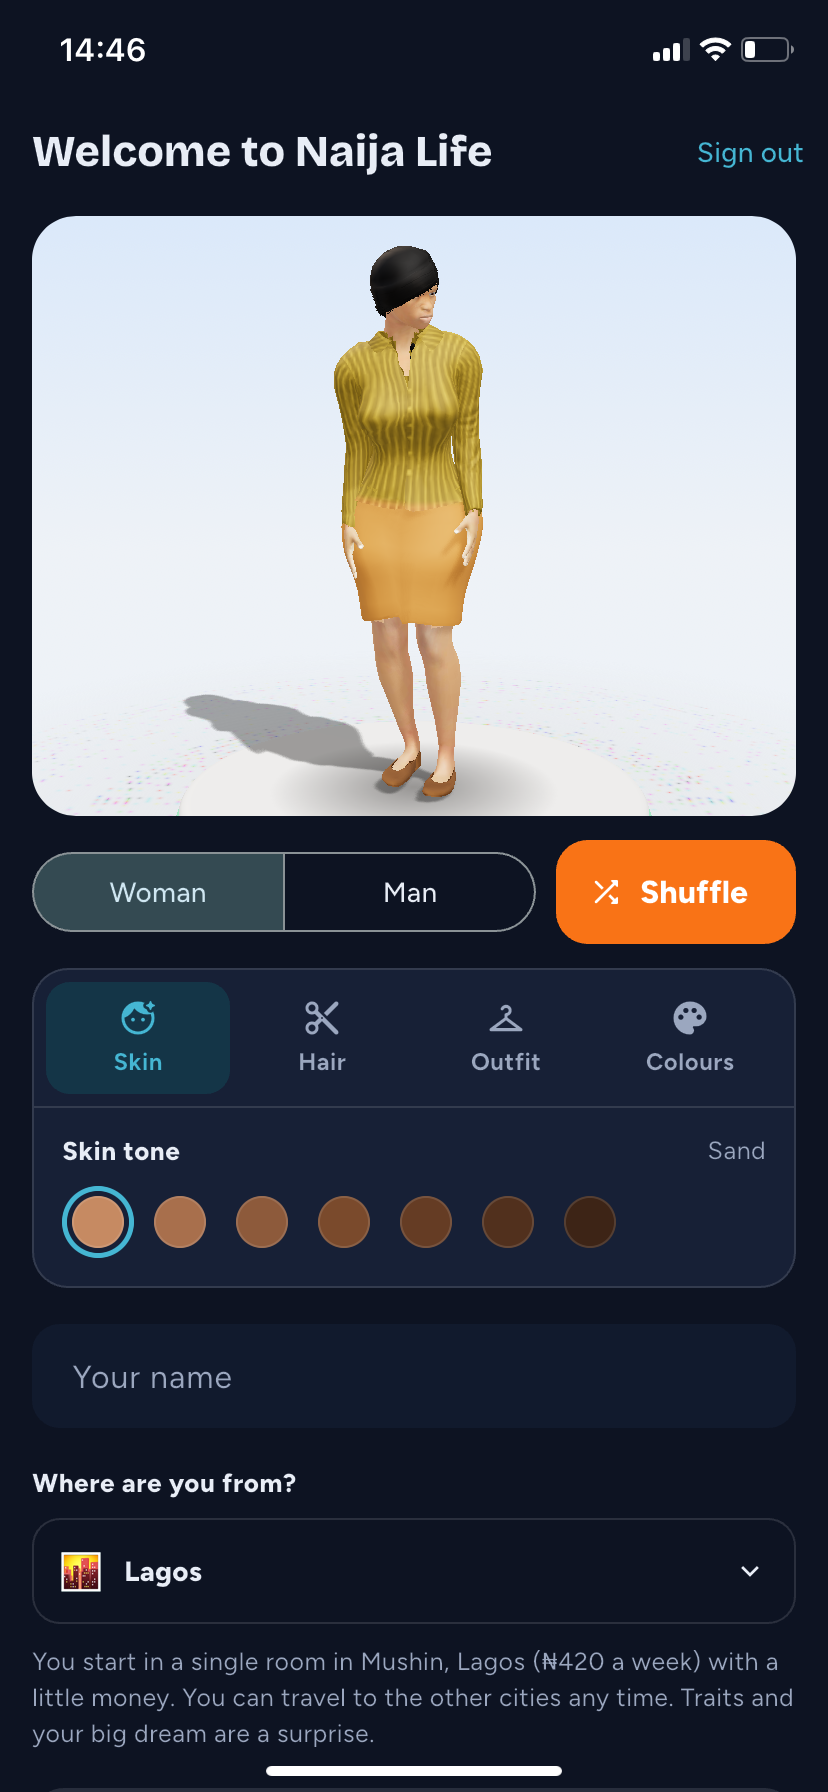 14:46
Welcome to Naija Life
Sign out
Woman
Man
Shuffle
Skin
Hair
Outfit
Colours
Skin tone
Sand
Your name
Where are you from?
Lagos
You start in a single room in Mushin, Lagos (₦420 a week) with a
little money. You can travel to the other cities any time. Traits and
your big dream are a surprise.